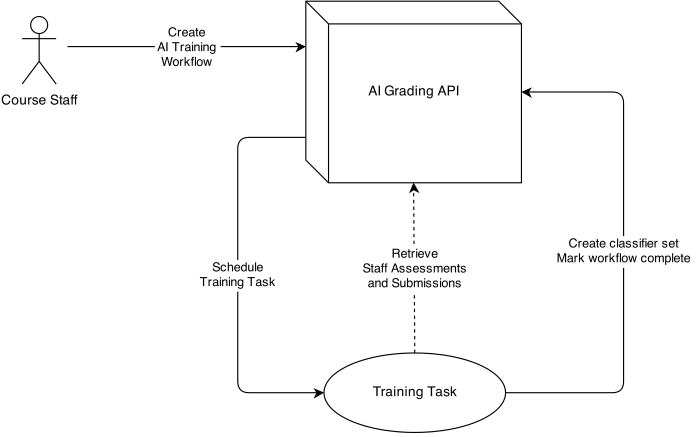 Create
AI Training
Workflow
Course Staff
AI Grading API
Schedule
Training Task
Retrieve
Staff Assessments
and Submissions
Create classifier set
Mark workflow complete
Training Task